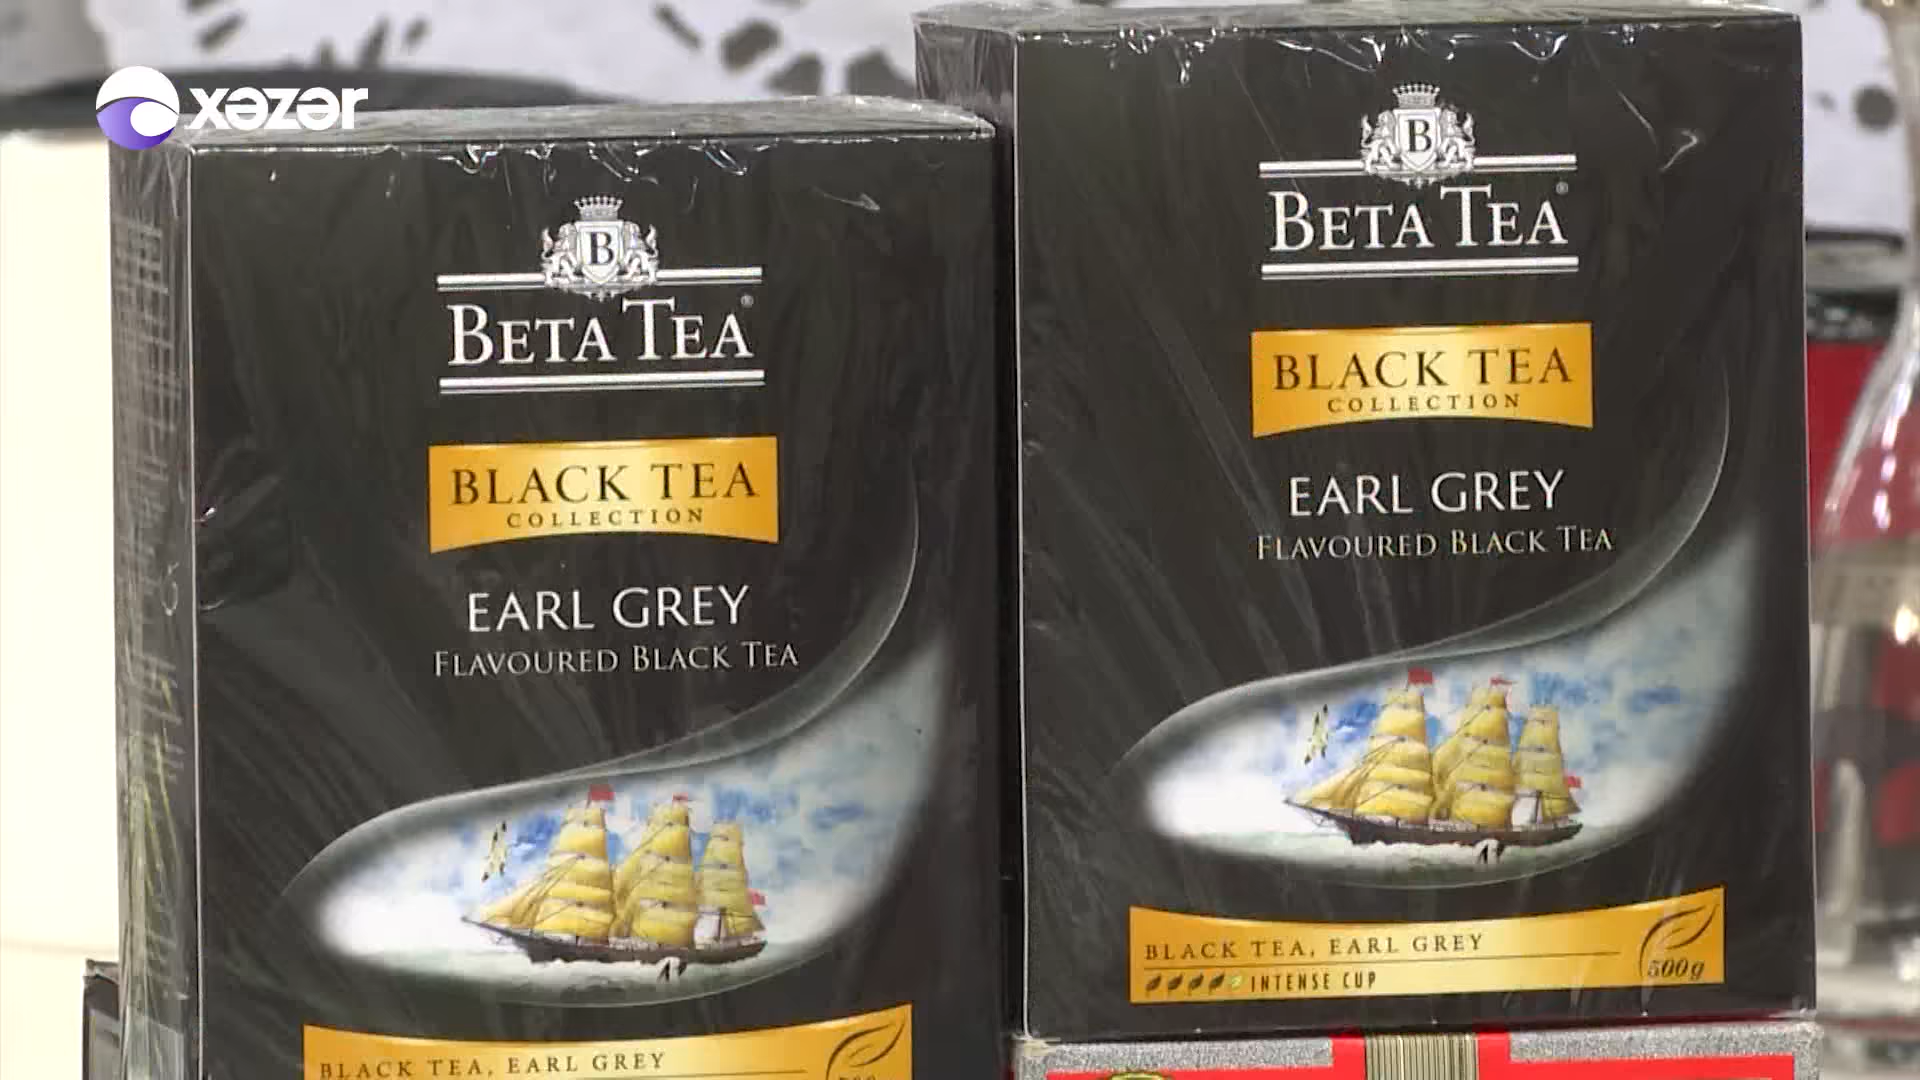 xəzər
B
BETA TEA®
BLACK TEA
COLLECTION
EARL GREY
FLAVOURED BLACK TEA
BLACK TEA, EARL GREY
B
BETA TEA®
BLACK TEA
COLLECTION
EARL GREY
FLAVOURED BLACK TEA
BLACK TEA, EARL GREY
INTENSE CUP
500g